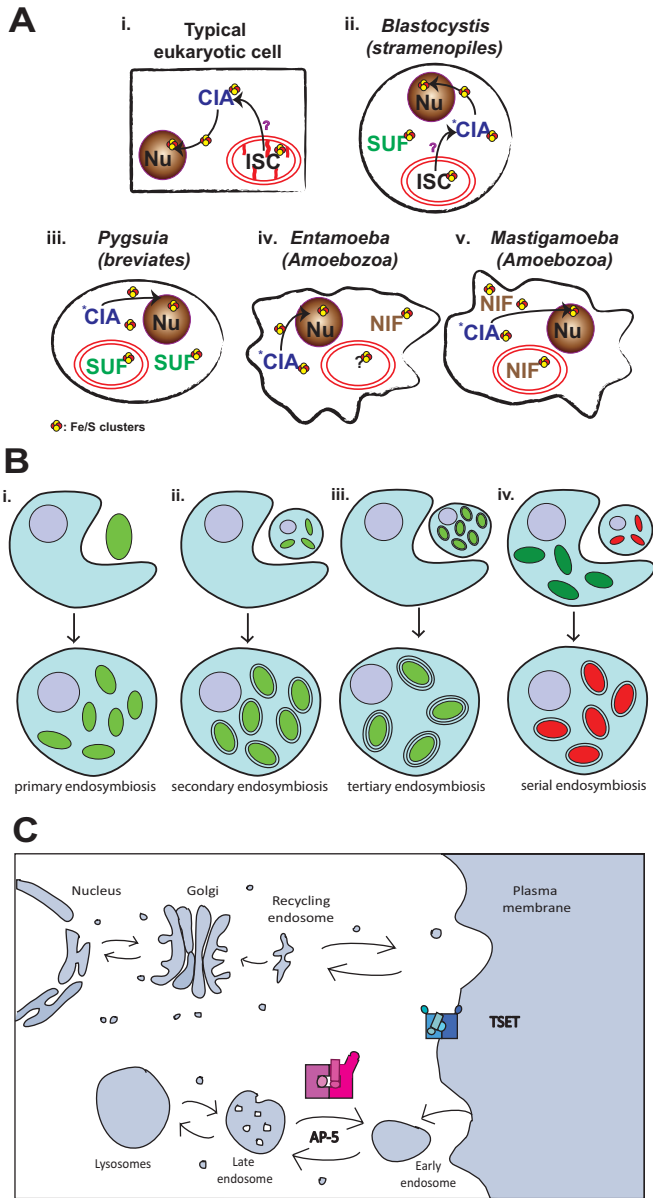 A
i.
Typical
eukaryotic cell
CIA
?
Nu
ISC
ii.
Blastocystis
(stramenopiles)
Nu
*CIA
SUF
?
ISC
iii.
Pygsuia
(breviates)
*CIA
Nu
SUF
SUF
iv.
Entamoeba
(Amoebozoa)
Nu
NIF
*CIA
?
v.
Mastigamoeba
(Amoebozoa)
NIF
*CIA
Nu
NIF
: Fe/S clusters
B
i.
ii.
iii.
iv.
primary endosymbiosis
secondary endosymbiosis
tertiary endosymbiosis
serial endosymbiosis
C
Nucleus
Golgi
Recycling
endosome
Plasma
membrane
TSET
AP-5
Lysosomes
Late
endosome
Early
endosome